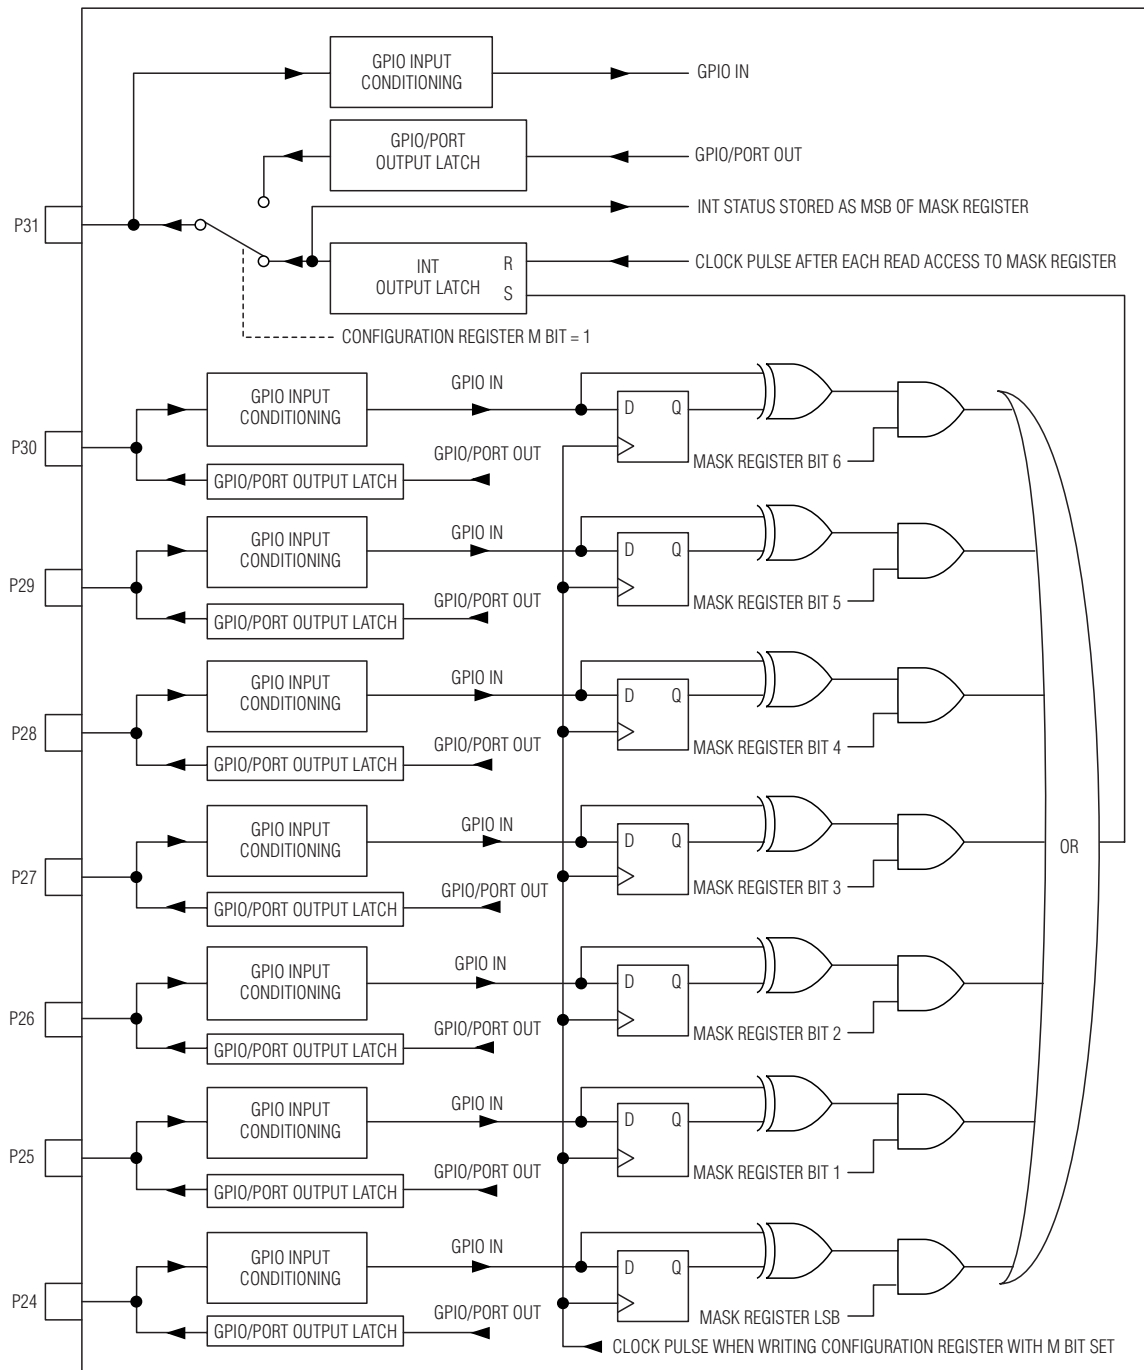 GPIO INPUT
CONDITIONING
GPIO IN
GPIO/PORT
OUTPUT LATCH
GPIO/PORT OUT
P31
INT STATUS STORED AS MSB OF MASK REGISTER
INT
OUTPUT LATCH
R
S
CLOCK PULSE AFTER EACH READ ACCESS TO MASK REGISTER
CONFIGURATION REGISTER M BIT = 1
P30
GPIO INPUT
CONDITIONING
GPIO IN
GPIO/PORT OUT
GPIO/PORT OUTPUT LATCH
D Q
MASK REGISTER BIT 6
P29
GPIO INPUT
CONDITIONING
GPIO IN
GPIO/PORT OUT
GPIO/PORT OUTPUT LATCH
D Q
MASK REGISTER BIT 5
P28
GPIO INPUT
CONDITIONING
GPIO IN
GPIO/PORT OUT
GPIO/PORT OUTPUT LATCH
D Q
MASK REGISTER BIT 4
P27
GPIO INPUT
CONDITIONING
GPIO IN
GPIO/PORT OUT
GPIO/PORT OUTPUT LATCH
D Q
MASK REGISTER BIT 3
OR
P26
GPIO INPUT
CONDITIONING
GPIO IN
GPIO/PORT OUT
GPIO/PORT OUTPUT LATCH
D Q
MASK REGISTER BIT 2
P25
GPIO INPUT
CONDITIONING
GPIO IN
GPIO/PORT OUT
GPIO/PORT OUTPUT LATCH
D Q
MASK REGISTER BIT 1
P24
GPIO INPUT
CONDITIONING
GPIO IN
GPIO/PORT OUT
GPIO/PORT OUTPUT LATCH
D Q
MASK REGISTER LSB
CLOCK PULSE WHEN WRITING CONFIGURATION REGISTER WITH M BIT SET